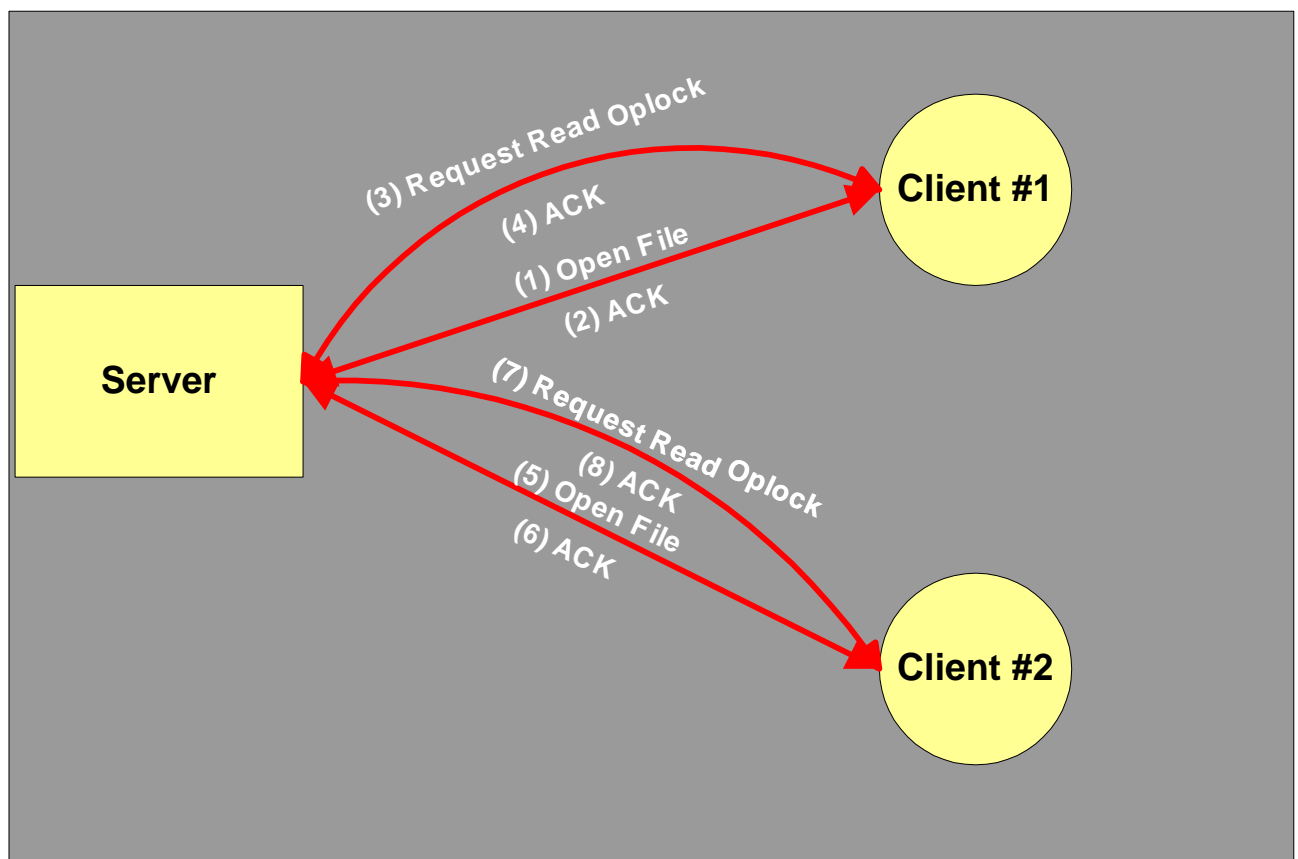 (3) Request Read Oplock
(4) ACK
(1) Open File
(2) ACK
Client #1
Server
(7) Request Read Oplock
(8) ACK
(5) Open File
(6) ACK
Client #2